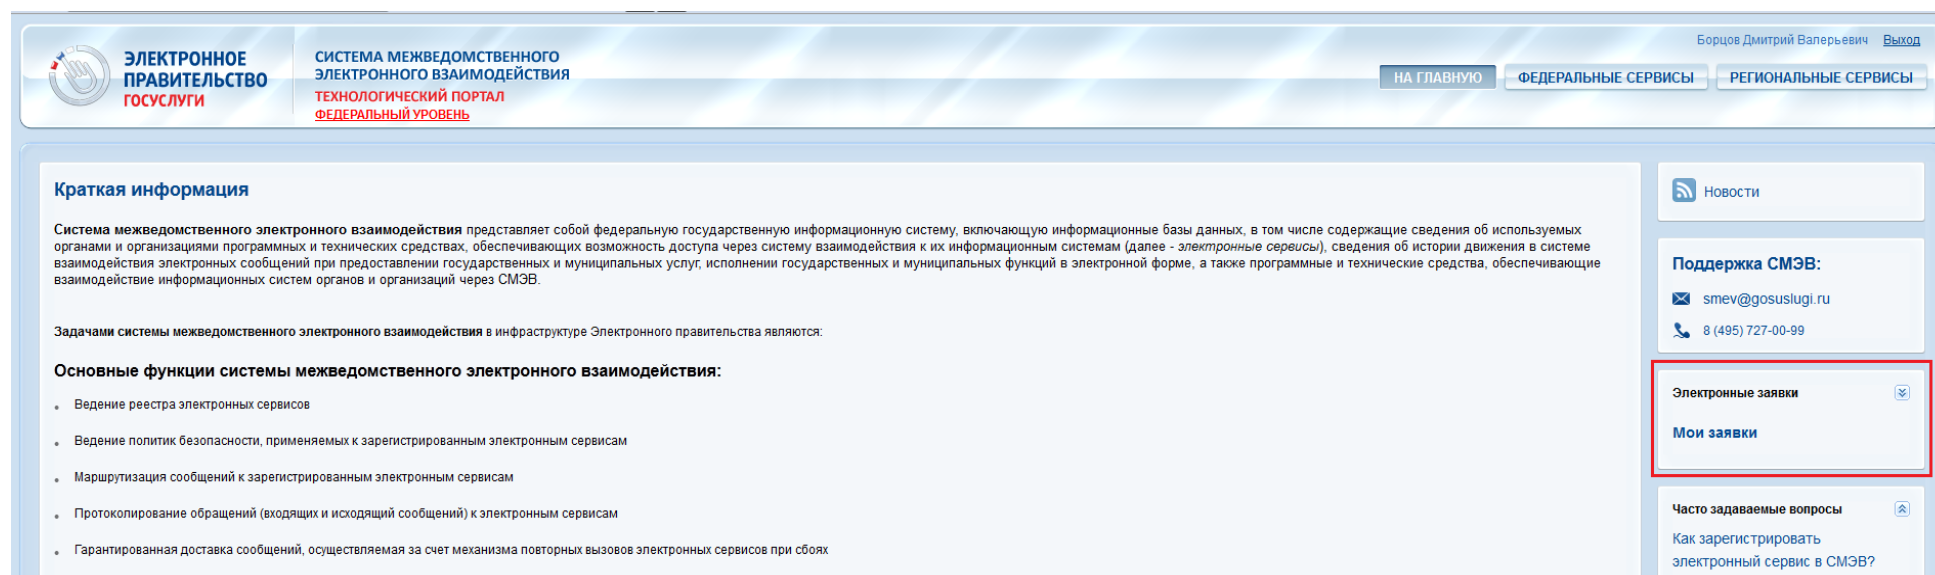 Борцов Дмитрий Валерьевич Выход
ЭЛЕКТРОННОЕ
ПРАВИТЕЛЬСТВО
ГОСУСЛУГИ
СИСТЕМА МЕЖВЕДОМСТВЕННОГО
ЭЛЕКТРОННОГО ВЗАИМОДЕЙСТВИЯ
ТЕХНОЛОГИЧЕСКИЙ ПОРТАЛ
ФЕДЕРАЛЬНЫЙ УРОВЕНЬ
НА ГЛАВНУЮ ФЕДЕРАЛЬНЫЕ СЕРВИСЫ РЕГИОНАЛЬНЫЕ СЕРВИСЫ
Краткая информация
Система межведомственного электронного взаимодействия представляет собой федеральную государственную информационную систему, включающую информационные базы данных, в том числе содержащие сведения об используемых
органами и организациями программных и технических средствах, обеспечивающих возможность доступа через систему взаимодействия к их информационным системам (далее - электронные сервисы), сведения об истории движения в системе
взаимодействия электронных сообщений при предоставлении государственных и муниципальных услуг, исполнении государственных и муниципальных функций в электронной форме, а также программные и технические средства, обеспечивающие
взаимодействие информационных систем органов и организаций через СМЭВ.
Задачами системы межведомственного электронного взаимодействия в инфраструктуре Электронного правительства являются:
Основные функции системы межведомственного электронного взаимодействия:
Ведение реестра электронных сервисов
Ведение политик безопасности, применяемых к зарегистрированным электронным сервисам
Маршрутизация сообщений к зарегистрированным электронным сервисам
Протоколирование обращений (входящих и исходящий сообщений) к электронным сервисам
Гарантированная доставка сообщений, осуществляемая за счет механизма повторных вызовов электронных сервисов при сбоях
Новости
Поддержка СМЭВ:
smev@gosuslugi.ru
8 (495) 727-00-99
Электронные заявки
Мои заявки
Часто задаваемые вопросы
Как зарегистрировать
электронный сервис в СМЭВ?